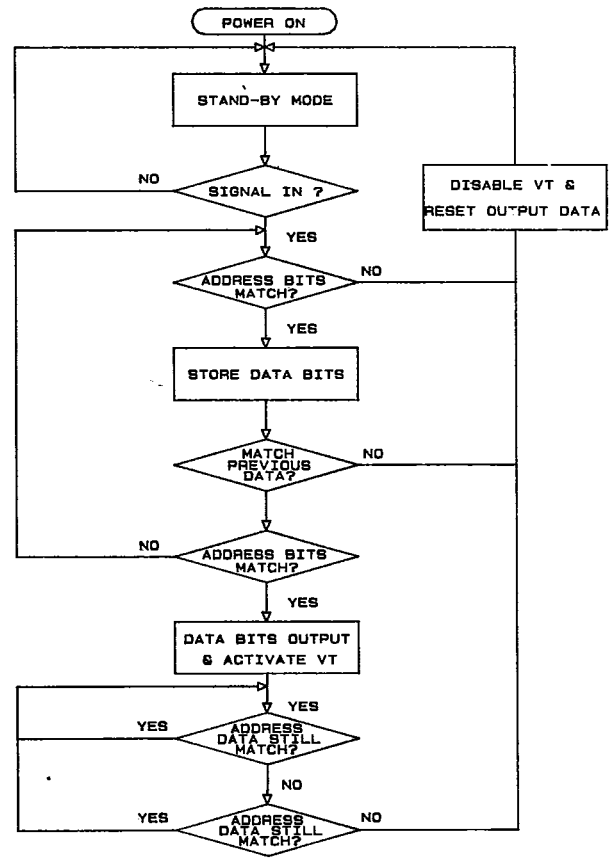 POWER ON
STAND-BY MODE
NO
SIGNAL IN ?
DISABLE VT &
RESET OUTPUT DATA
YES
ADDRESS BITS
MATCH?
NO
YES
STORE DATA BITS
MATCH
PREVIOUS
DATA?
NO
NO
ADDRESS BITS
MATCH?
YES
DATA BITS OUTPUT
& ACTIVATE VT
YES
YES
ADDRESS
DATA STILL
MATCH?
NO
YES
ADDRESS
DATA STILL
MATCH?
NO